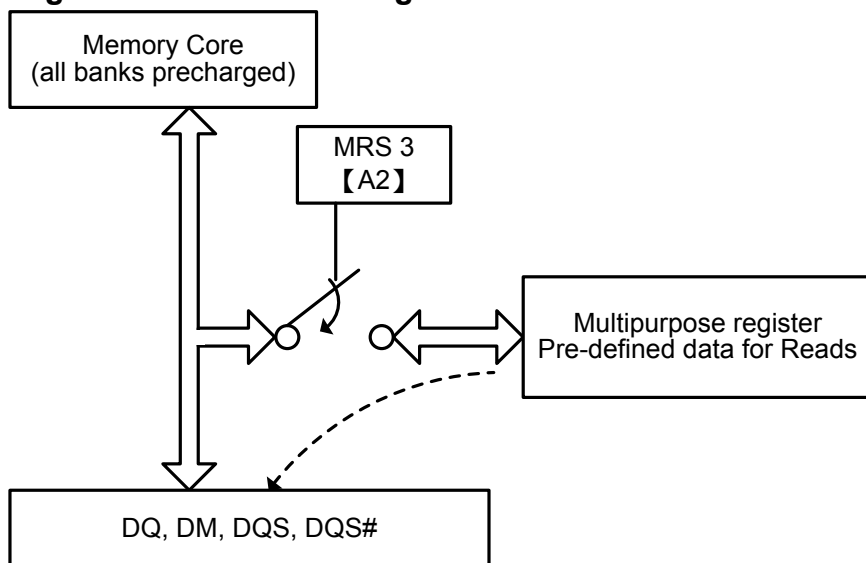 Memory Core
(all banks precharged)
MRS 3
【A2】
Multipurpose register
Pre-defined data for Reads
DQ, DM, DQS, DQS#